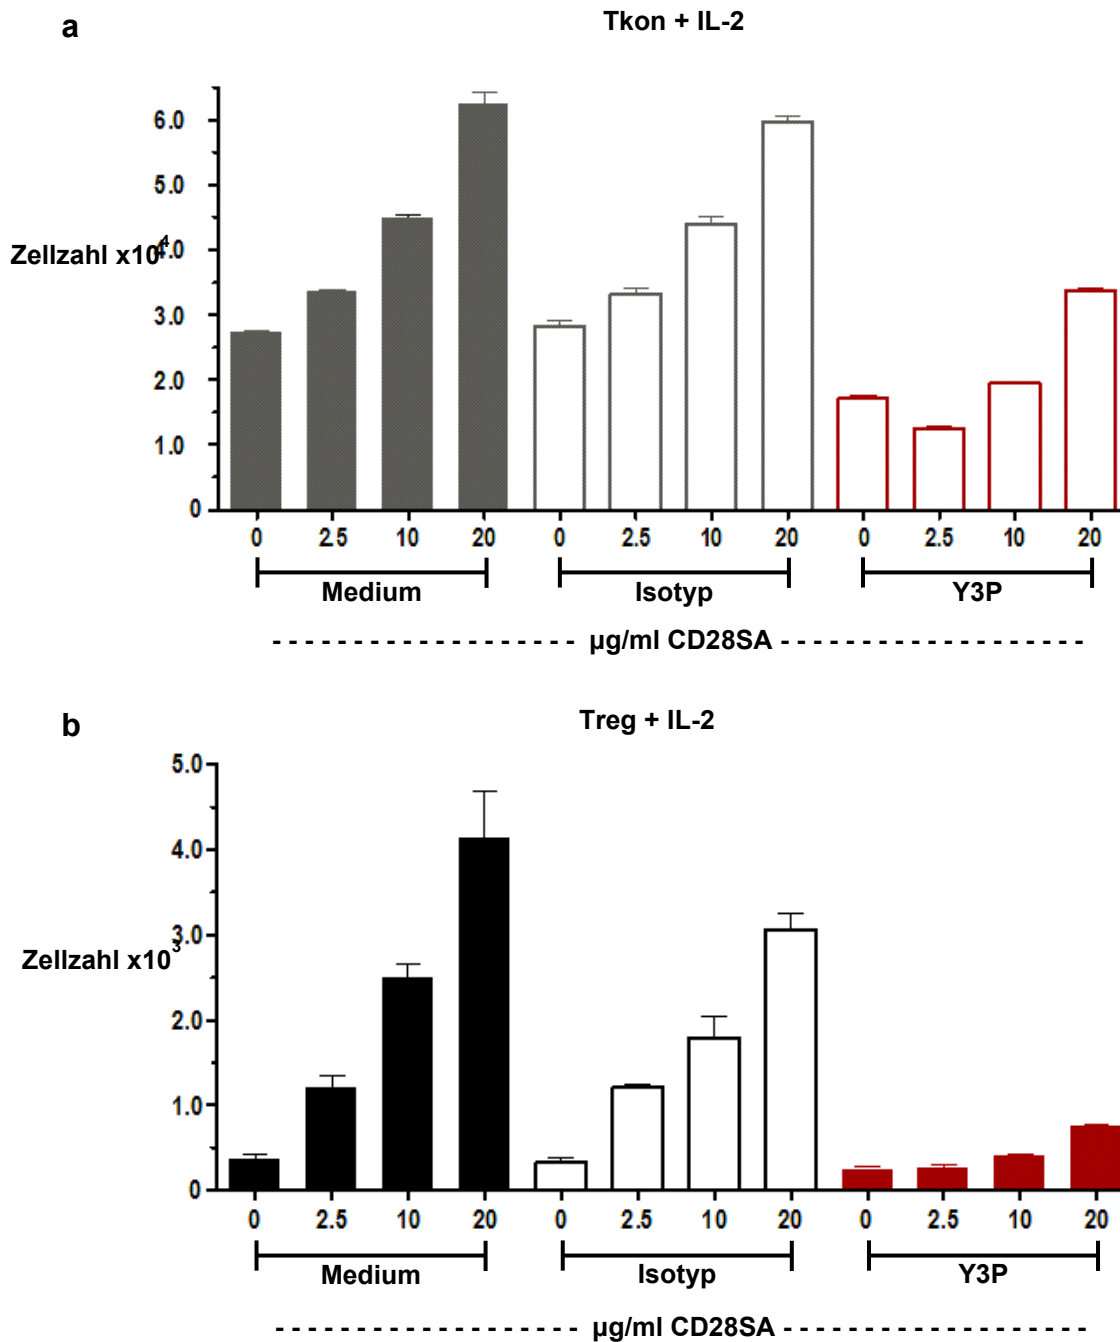 a
Tkon + IL-2
6.0
5.0
Zellzahl x10⁴
4.0
3.0
2.0
1.0
0
0 2.5 10 20 0 2.5 10 20 0 2.5 10 20
Medium Isotyp Y3P
- - - - - - - - - - - - - - - - - - µg/ml CD28SA - - - - - - - - - - - - - - - - - -
b
Treg + IL-2
5.0
4.0
3.0
Zellzahl x10³
2.0
1.0
0
0 2.5 10 20 0 2.5 10 20 0 2.5 10 20
Medium Isotyp Y3P
- - - - - - - - - - - - - - - - - - µg/ml CD28SA - - - - - - - - - - - - - - - - - -